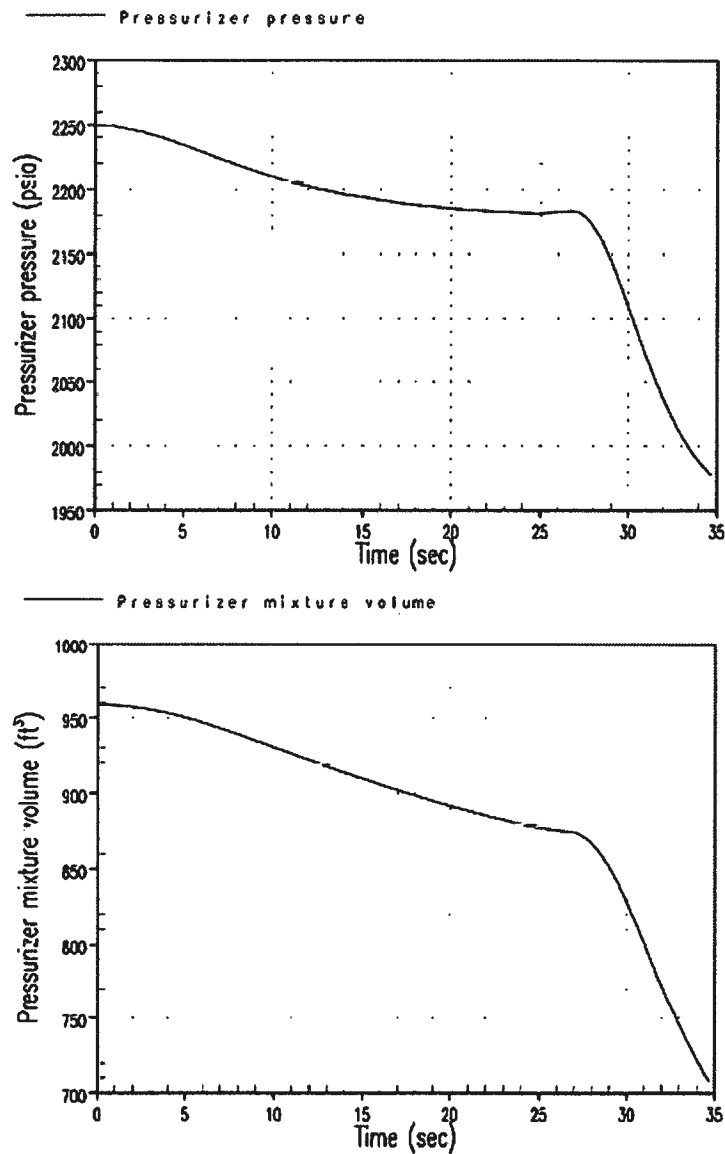 Pressurizer pressure
2300
2250
2200
2150
2100
2050
2000
1950
Pressurizer pressure (psia)
0 5 10 15 20 25 30 35
Time (sec)
Pressurizer mixture volume
1000
950
900
850
800
750
700
Pressurizer mixture volume (ft³)
0 5 10 15 20 25 30 35
Time (sec)